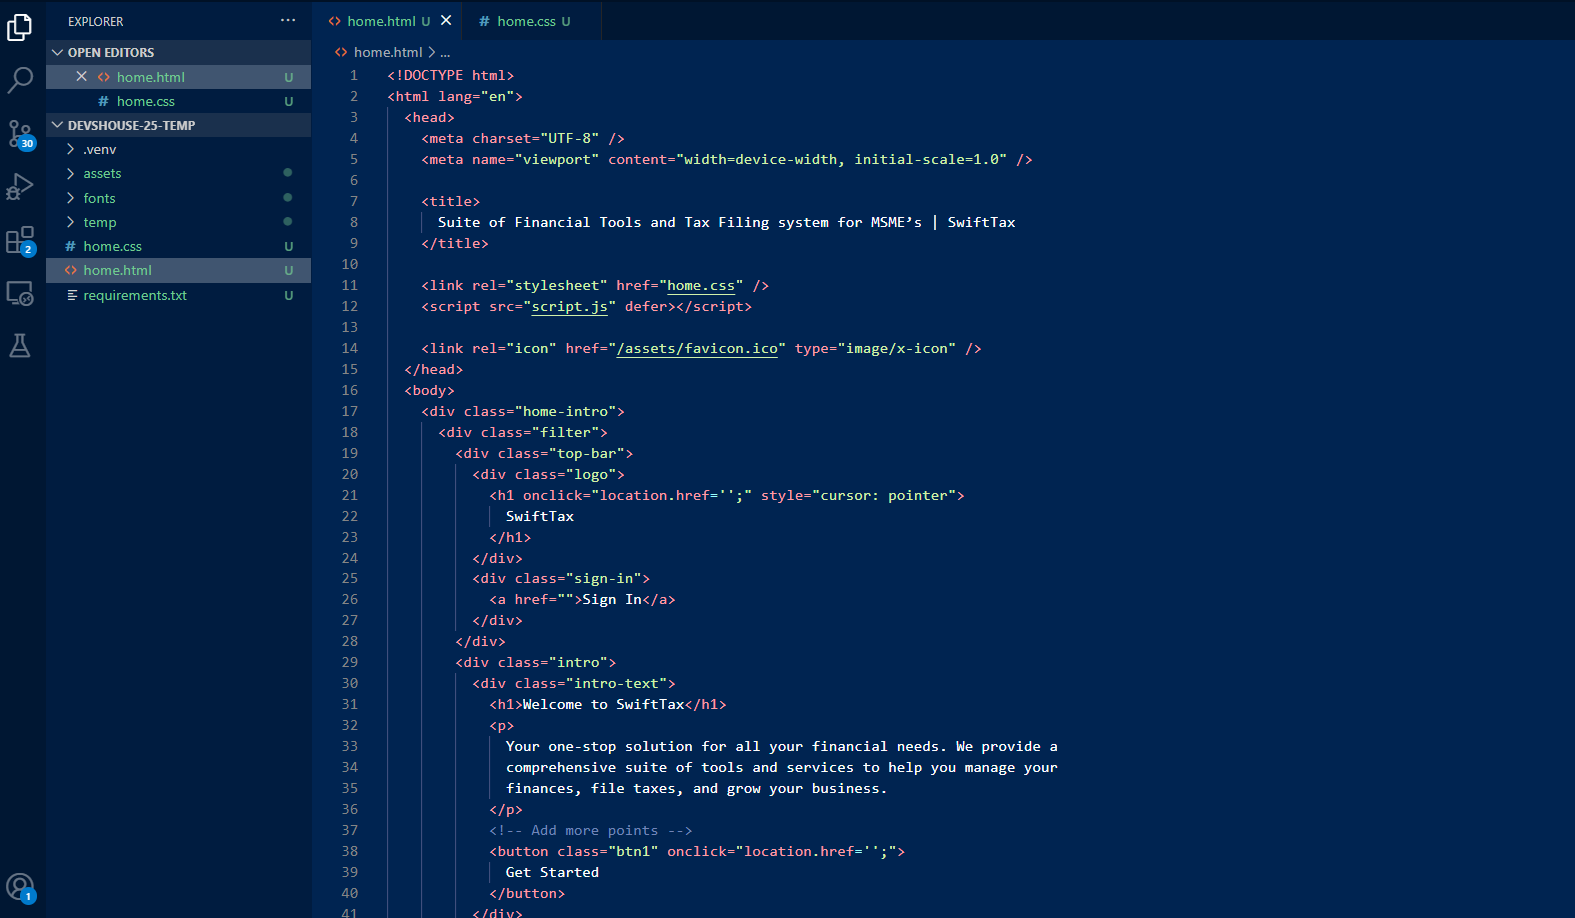 EXPLORER
···
OPEN EDITORS
home.html U
home.css U
DEVSHOUSE-25-TEMP
.venv
assets
fonts
temp
home.css U
home.html U
requirements.txt U
30
2
1
home.html U
home.css U
home.html > ...
1 <!DOCTYPE html>
2 <html lang="en">
3 <head>
4 <meta charset="UTF-8" />
5 <meta name="viewport" content="width=device-width, initial-scale=1.0" />
6
7 <title>
8 Suite of Financial Tools and Tax Filing system for MSME’s | SwiftTax
9 </title>
10
11 <link rel="stylesheet" href="home.css" />
12 <script src="script.js" defer></script>
13
14 <link rel="icon" href="/assets/favicon.ico" type="image/x-icon" />
15 </head>
16 <body>
17 <div class="home-intro">
18 <div class="filter">
19 <div class="top-bar">
20 <div class="logo">
21 <h1 onclick="location.href='';" style="cursor: pointer">
22 SwiftTax
23 </h1>
24 </div>
25 <div class="sign-in">
26 <a href="">Sign In</a>
27 </div>
28 </div>
29 <div class="intro">
30 <div class="intro-text">
31 <h1>Welcome to SwiftTax</h1>
32 <p>
33 Your one-stop solution for all your financial needs. We provide a
34 comprehensive suite of tools and services to help you manage your
35 finances, file taxes, and grow your business.
36 </p>
37 <!-- Add more points -->
38 <button class="btn1" onclick="location.href='';">
39 Get Started
40 </button>
41 </div>